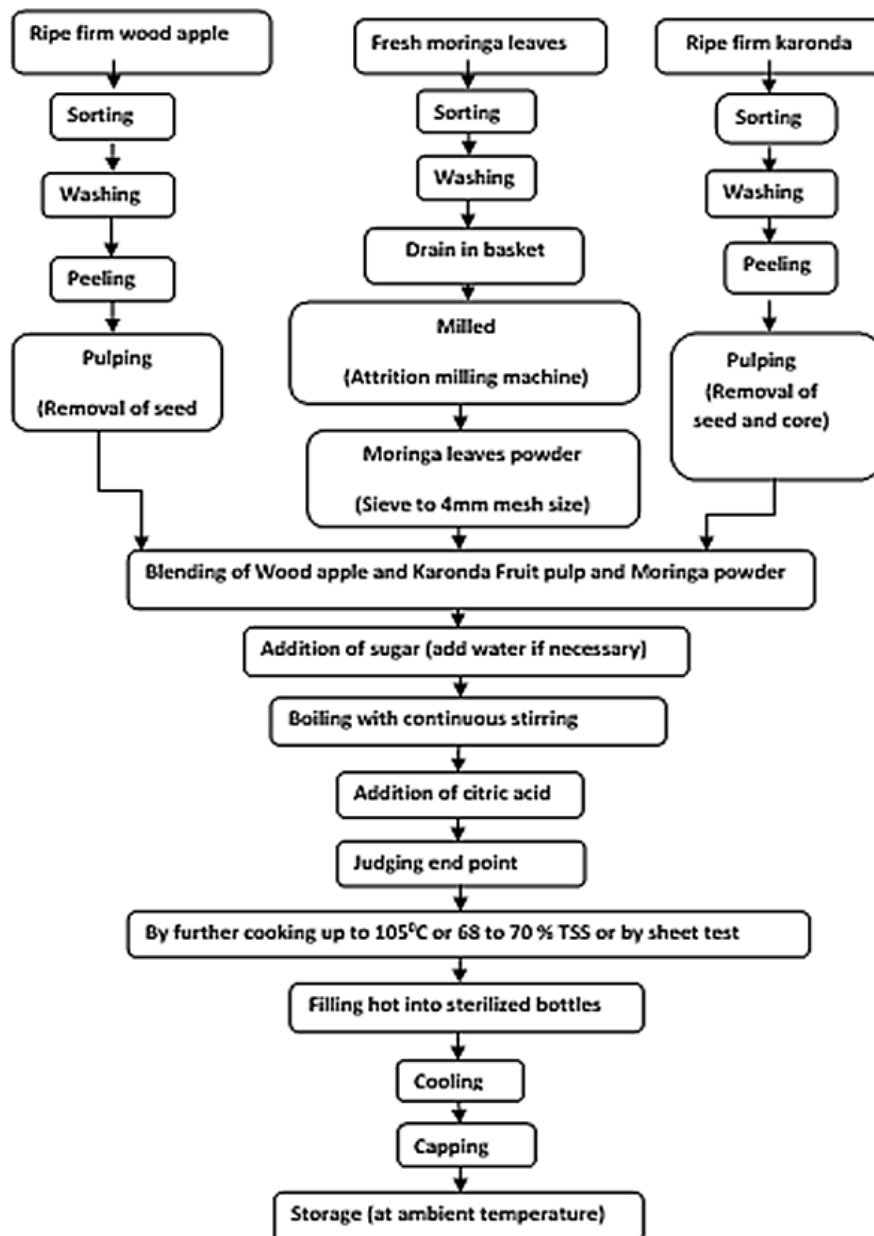 Ripe firm wood apple
Sorting
Washing
Peeling
Pulping
(Removal of seed
Fresh moringa leaves
Sorting
Washing
Drain in basket
Milled
(Attrition milling machine)
Moringa leaves powder
(Sieve to 4mm mesh size)
Ripe firm karonda
Sorting
Washing
Peeling
Pulping
(Removal of
seed and core)
Blending of Wood apple and Karonda Fruit pulp and Moringa powder
Addition of sugar (add water if necessary)
Boiling with continuous stirring
Addition of citric acid
Judging end point
By further cooking up to 105⁰C or 68 to 70 % TSS or by sheet test
Filling hot into sterilized bottles
Cooling
Capping
Storage (at ambient temperature)